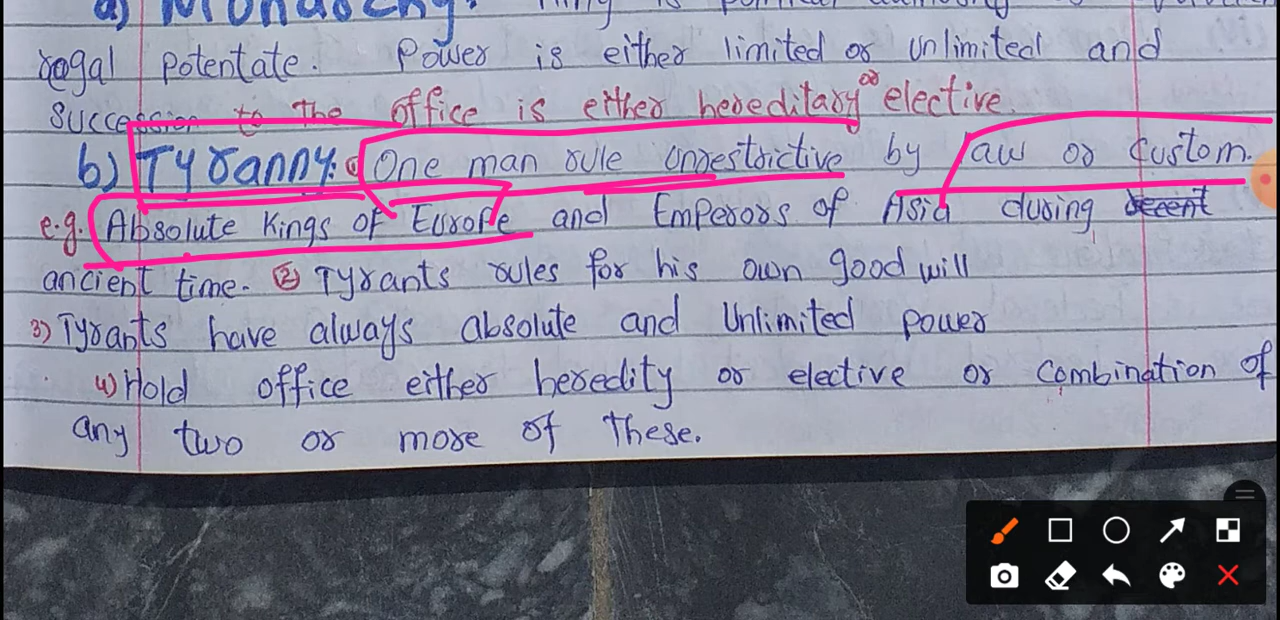 a) Monarchy:
regal potentate. Power is either limited or Unlimited and
Succession to the office is either hereditary or elective
b) Tyranny: ① One man rule unrestrictive by law or custom.
e.g. Absolute Kings of Europe and Emperors of Asia during recent
ancient time. ② Tyrants rules for his own good will
3) Tyrants have always absolute and Unlimited power
4) Hold office either heredity or elective or combination of
any two or more of these.